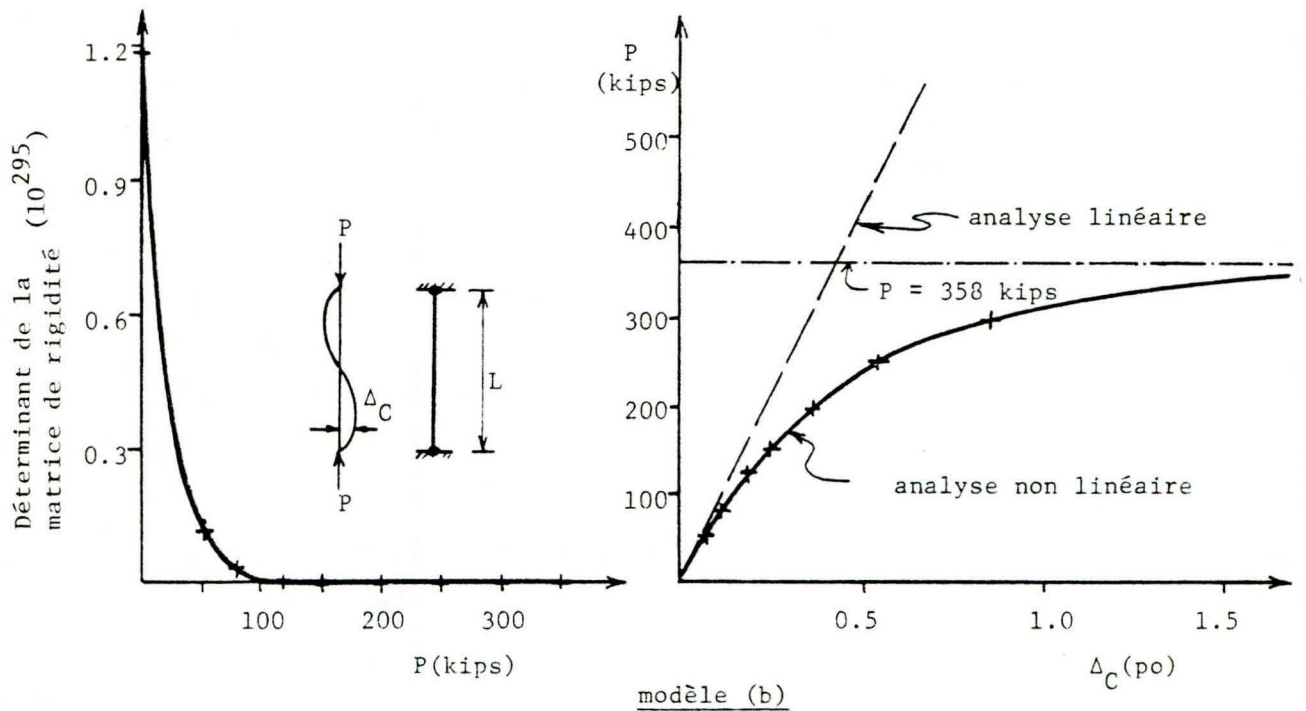 Déterminant de la
matrice de rigidité (10^295)
1.2
0.9
0.6
0.3
100
200
300
P(kips)
P
P
Δ_C
L
P
(kips)
500
400
300
200
100
analyse linéaire
P = 358 kips
analyse non linéaire
0.5
1.0
1.5
Δ_C(po)
modèle (b)